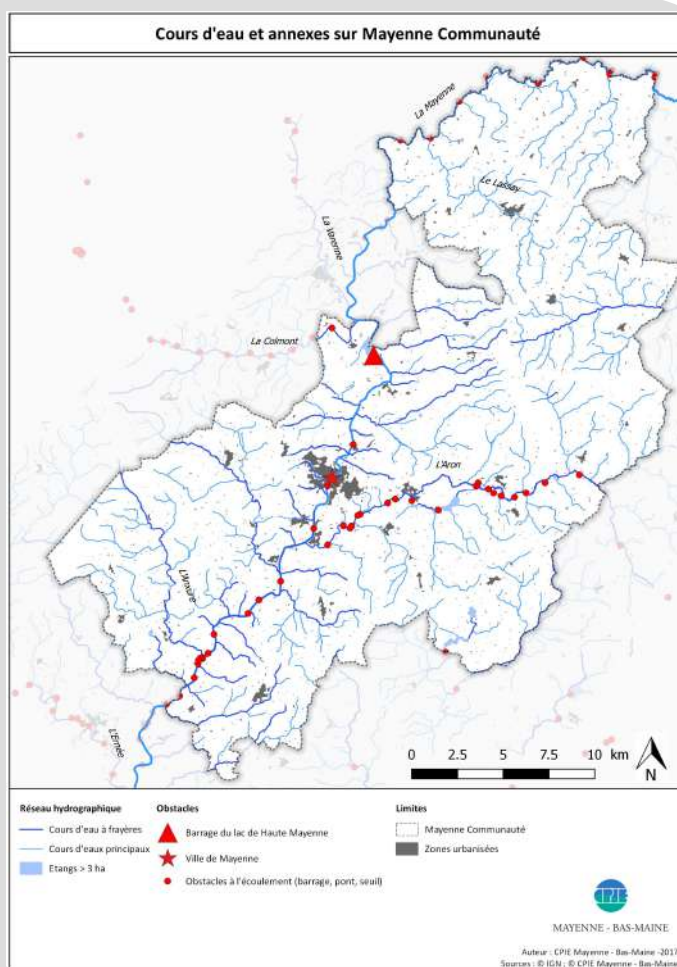 Cours d'eau et annexes sur Mayenne Communauté
La Mayenne
Le Lassay
La Varenne
La Colmont
L'Aron
L'Anxure
L'Ernée
0 2.5 5 7.5 10 km
N
Réseau hydrographique
Cours d'eau à frayères
Cours d'eaux principaux
Etangs > 3 ha
Obstacles
Barrage du lac de Haute Mayenne
Ville de Mayenne
Obstacles à l'écoulement (barrage, pont, seuil)
Limites
Mayenne Communauté
Zones urbanisées
CPIE
MAYENNE - BAS-MAINE
Auteur : CPIE Mayenne - Bas-Maine -2017
Sources : © IGN ; © CPIE Mayenne - Bas-Maine